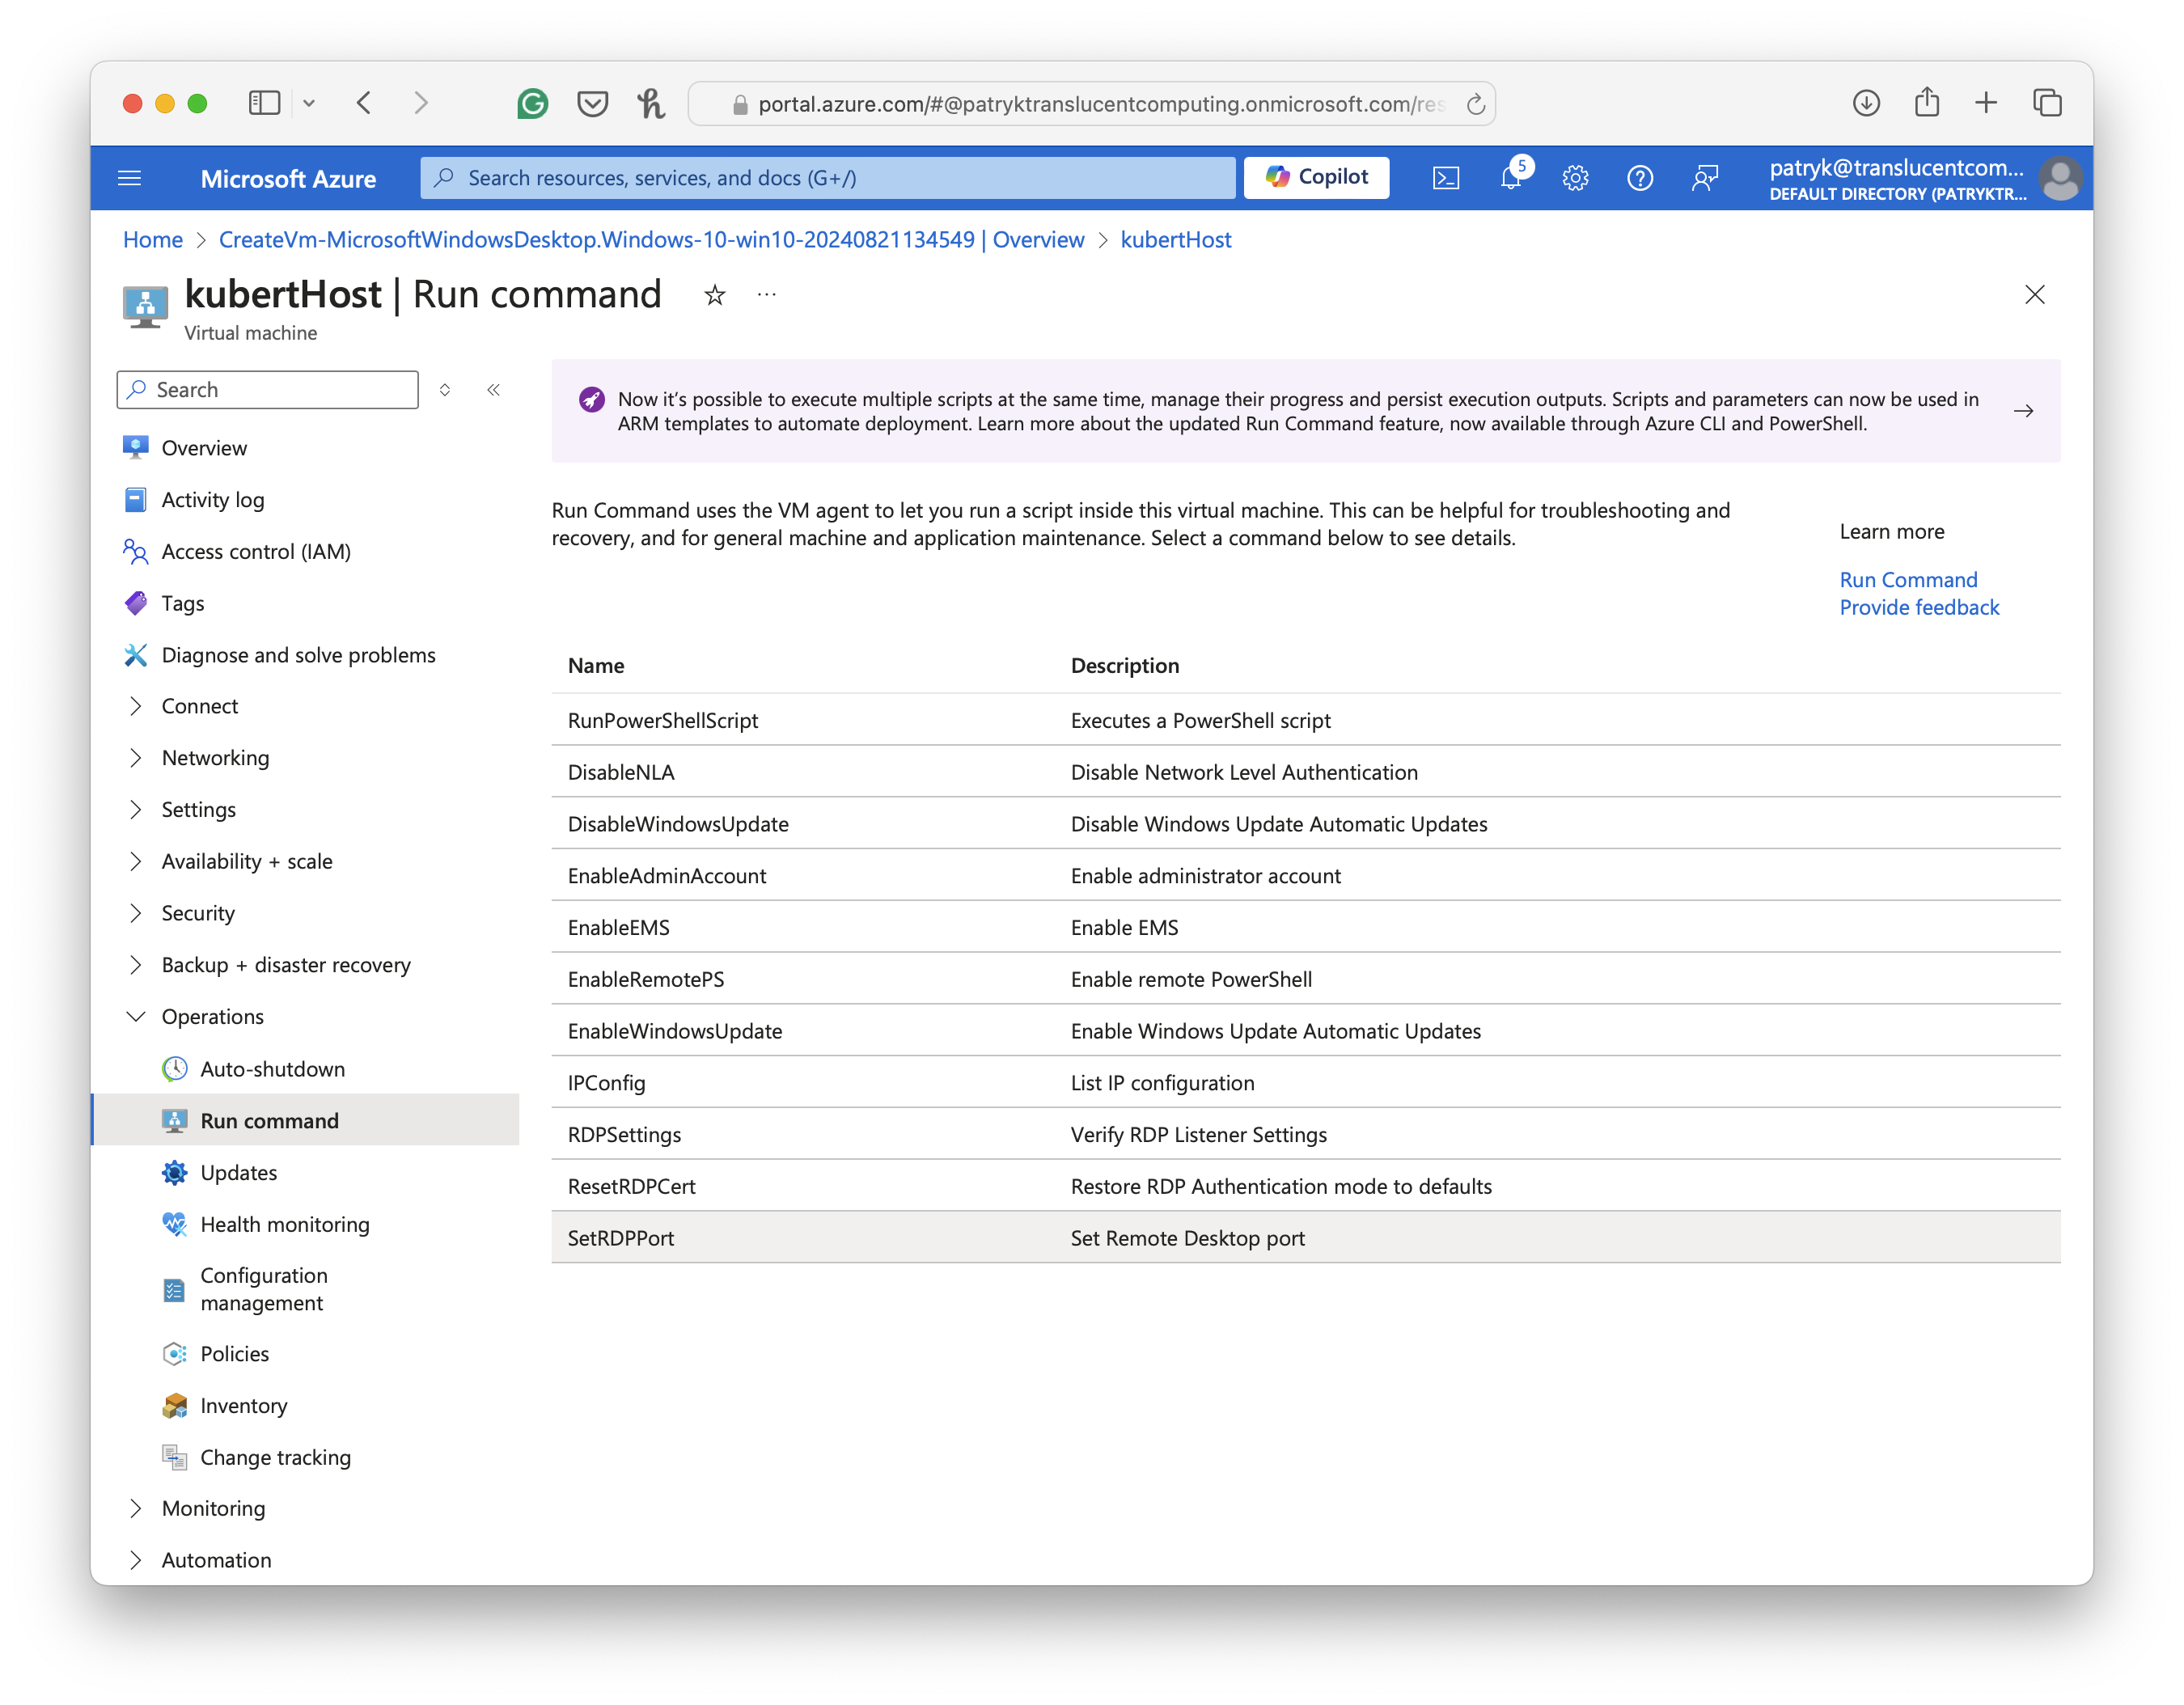 portal.azure.com/#@patryktranslucentcomputing.onmicrosoft.com/res
Microsoft Azure
Search resources, services, and docs (G+/)
Copilot
5
patryk@translucentcom...
DEFAULT DIRECTORY (PATRYKTR...
Home > CreateVm-MicrosoftWindowsDesktop.Windows-10-win10-20240821134549 | Overview > kubertHost
kubertHost | Run command
Virtual machine
Search
Overview
Activity log
Access control (IAM)
Tags
Diagnose and solve problems
Connect
Networking
Settings
Availability + scale
Security
Backup + disaster recovery
Operations
Auto-shutdown
Run command
Updates
Health monitoring
Configuration
management
Policies
Inventory
Change tracking
Monitoring
Automation
Now it's possible to execute multiple scripts at the same time, manage their progress and persist execution outputs. Scripts and parameters can now be used in
ARM templates to automate deployment. Learn more about the updated Run Command feature, now available through Azure CLI and PowerShell.
Run Command uses the VM agent to let you run a script inside this virtual machine. This can be helpful for troubleshooting and
recovery, and for general machine and application maintenance. Select a command below to see details.
Learn more
Run Command
Provide feedback
Name Description
RunPowerShellScript Executes a PowerShell script
DisableNLA Disable Network Level Authentication
DisableWindowsUpdate Disable Windows Update Automatic Updates
EnableAdminAccount Enable administrator account
EnableEMS Enable EMS
EnableRemotePS Enable remote PowerShell
EnableWindowsUpdate Enable Windows Update Automatic Updates
IPConfig List IP configuration
RDPSettings Verify RDP Listener Settings
ResetRDPCert Restore RDP Authentication mode to defaults
SetRDPPort Set Remote Desktop port